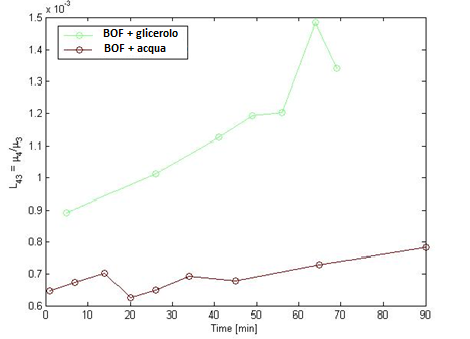 x 10⁻³
1.5
1.4
1.3
1.2
1.1
1
0.9
0.8
0.7
0.6
L₄₃ = μ₄/μ₃
BOF + glicerolo
BOF + acqua
0 10 20 30 40 50 60 70 80 90
Time [min]